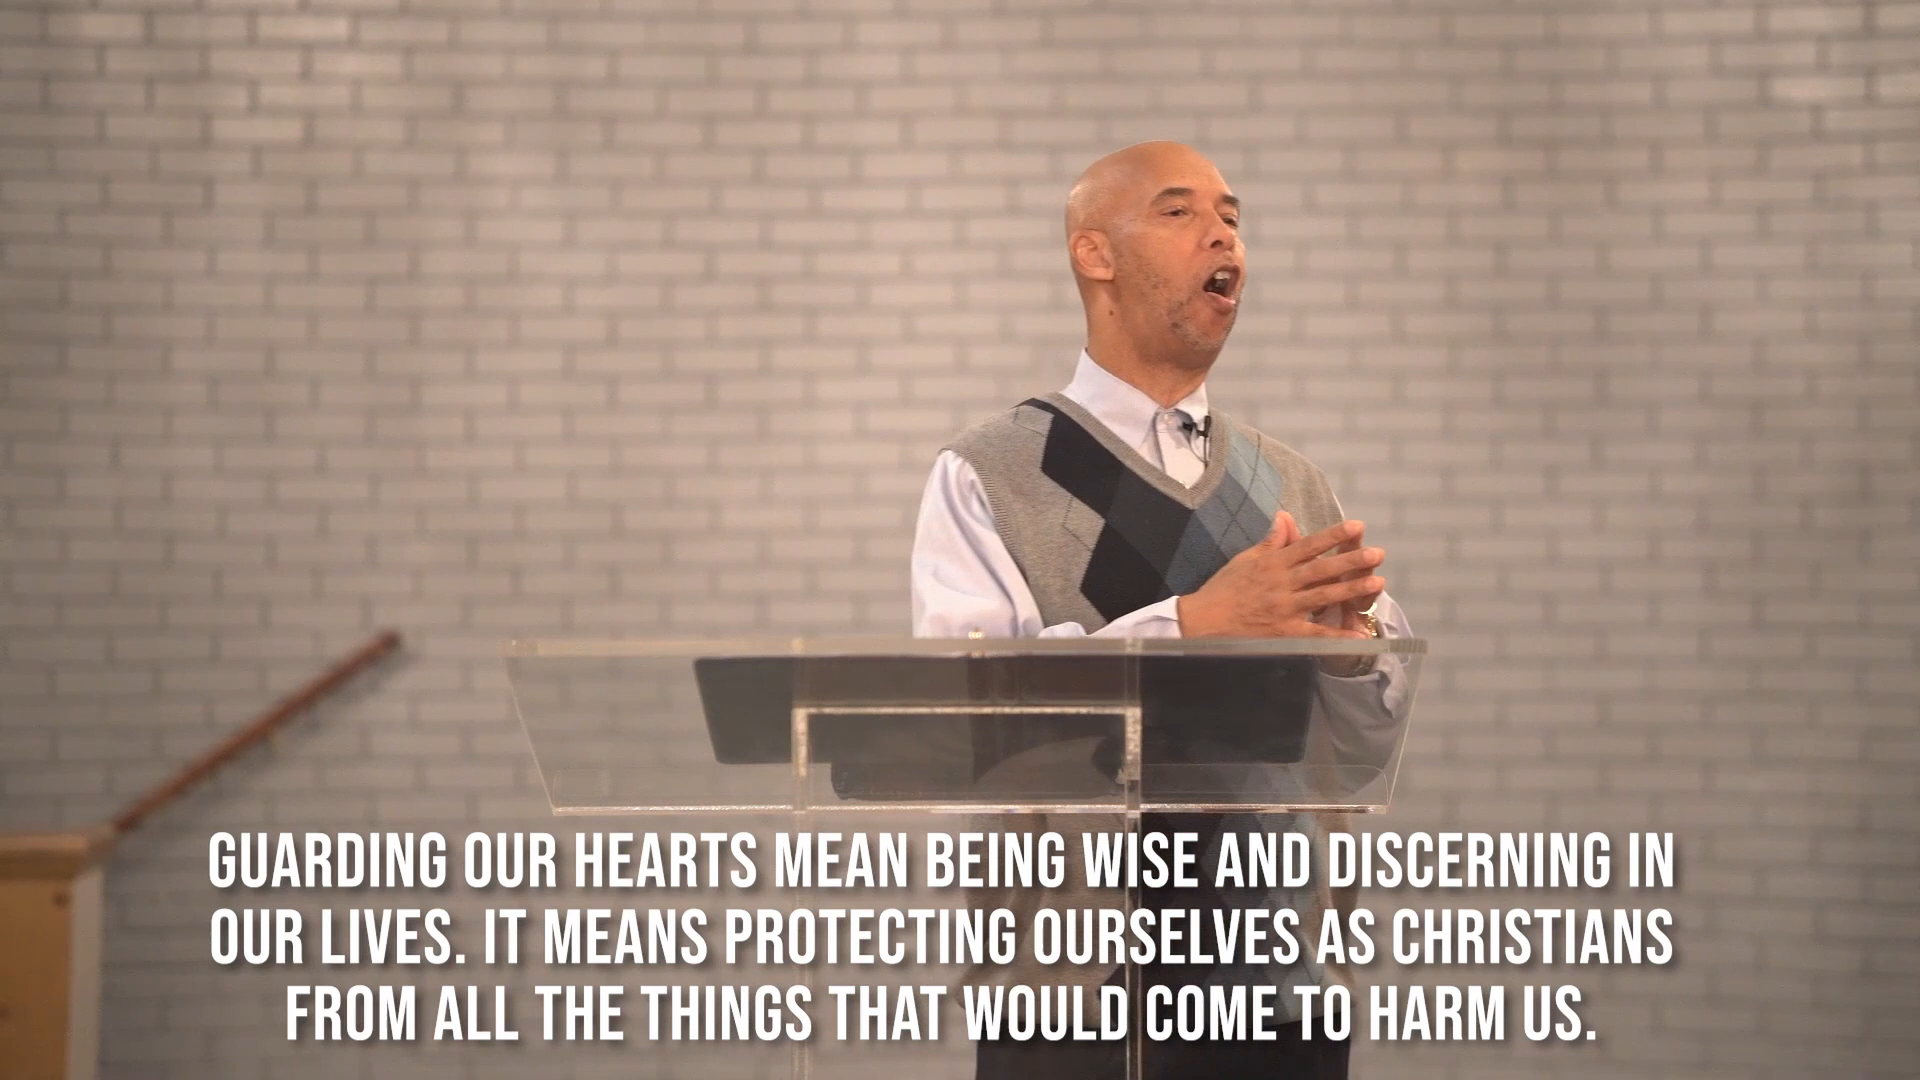 GUARDING OUR HEARTS MEAN BEING WISE AND DISCERNING IN
OUR LIVES. IT MEANS PROTECTING OURSELVES AS CHRISTIANS
FROM ALL THE THINGS THAT WOULD COME TO HARM US.